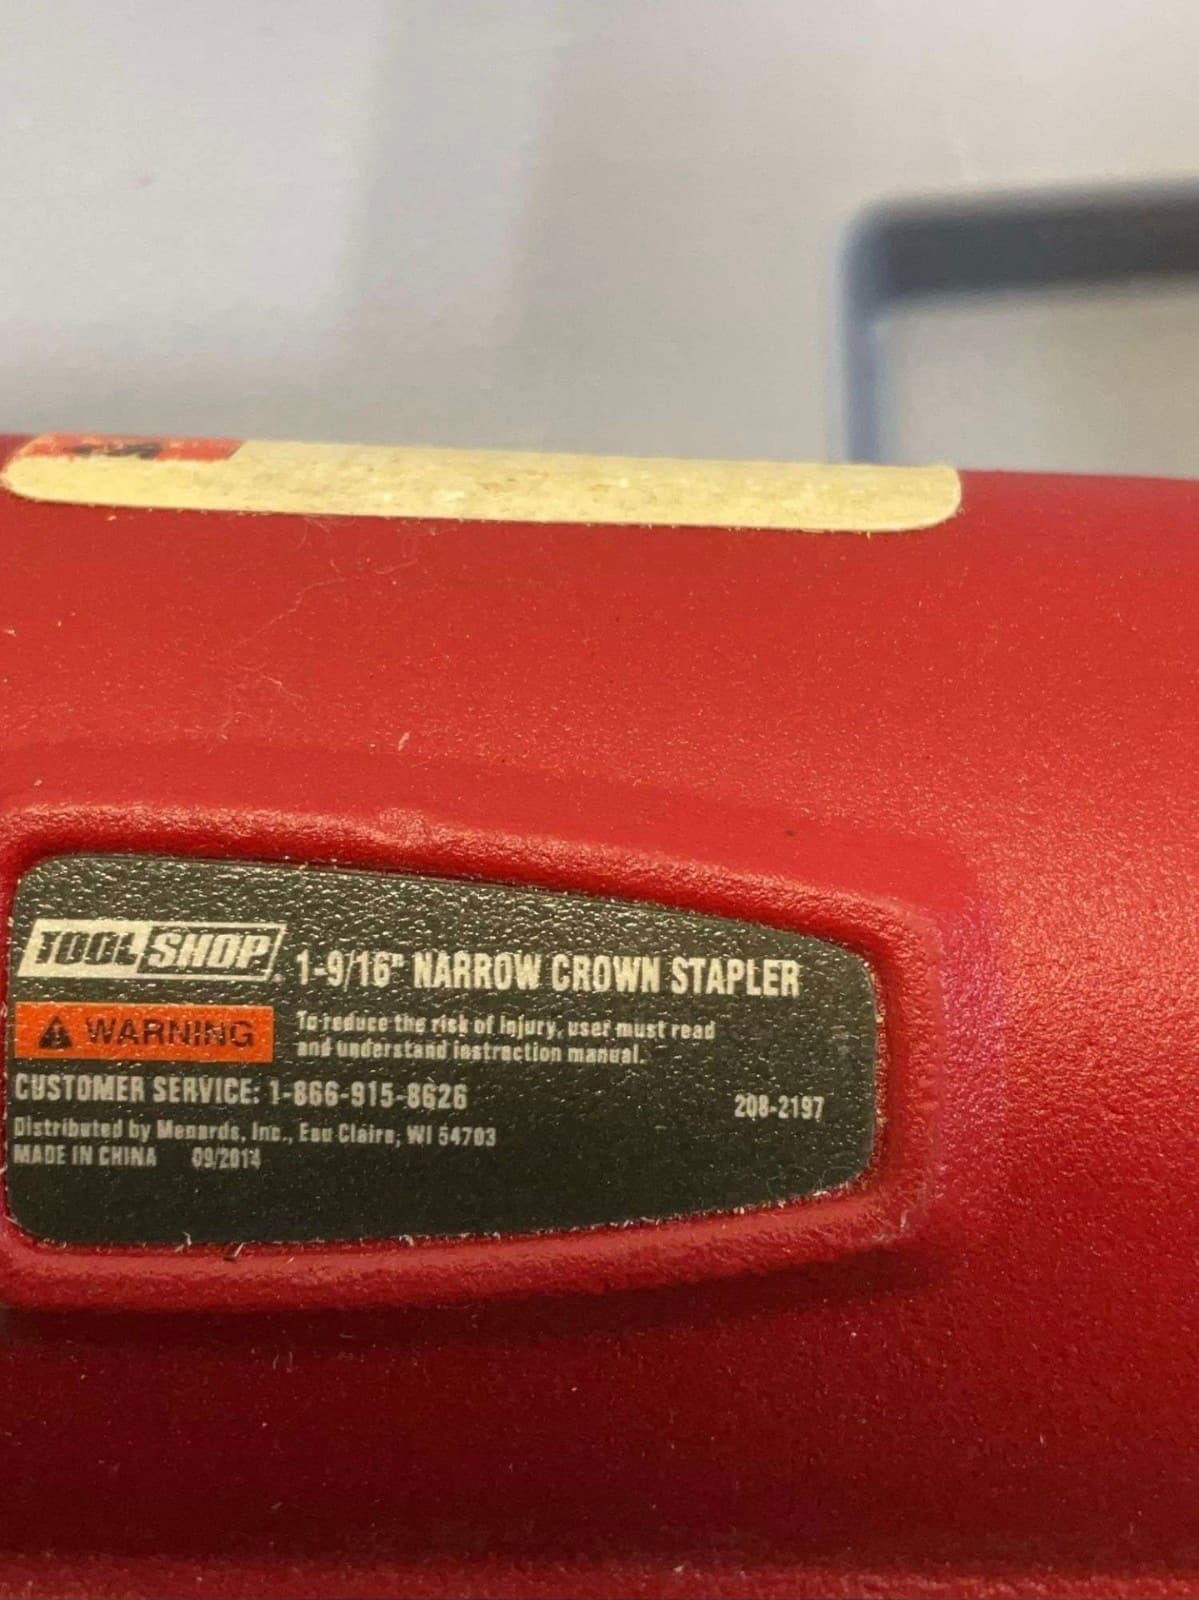 TOOL SHOP® 1-9/16" NARROW CROWN STAPLER
WARNING To reduce the risk of injury, user must read
and understand instruction manual.
CUSTOMER SERVICE: 1-866-915-8626
208-2197
Distributed by Menards, Inc., Eau Claire, WI 54703
MADE IN CHINA 09/2014